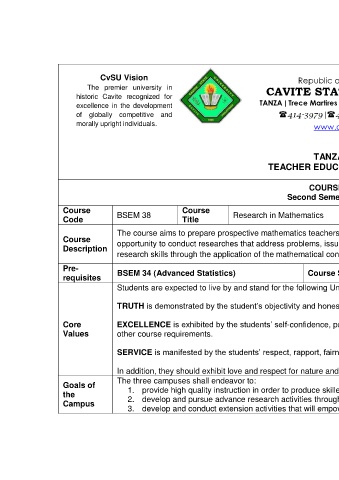 CvSU Vision
The premier university in
historic Cavite recognized for
excellence in the development
of globally competitive and
morally upright individuals.
Republic o
CAVITE STA
TANZA | Trece Martires
☎414-3979 |☎4
www.c
TANZA
TEACHER EDUC
COURS
Second Seme
Course Code
BSEM 38
Course Title
Research in Mathematics
Course Description
The course aims to prepare prospective mathematics teachers
opportunity to conduct researches that address problems, issu
research skills through the application of the mathematical con
Pre-requisites
BSEM 34 (Advanced Statistics)
Course S
Core Values
Students are expected to live by and stand for the following Un
TRUTH is demonstrated by the student's objectivity and hones
EXCELLENCE is exhibited by the students' self-confidence, pu
other course requirements.
SERVICE is manifested by the students' respect, rapport, fairn
In addition, they should exhibit love and respect for nature and
Goals of the Campus
The three campuses shall endeavor to:
1. provide high quality instruction in order to produce skille
2. develop and pursue advance research activities through
3. develop and conduct extension activities that will empow